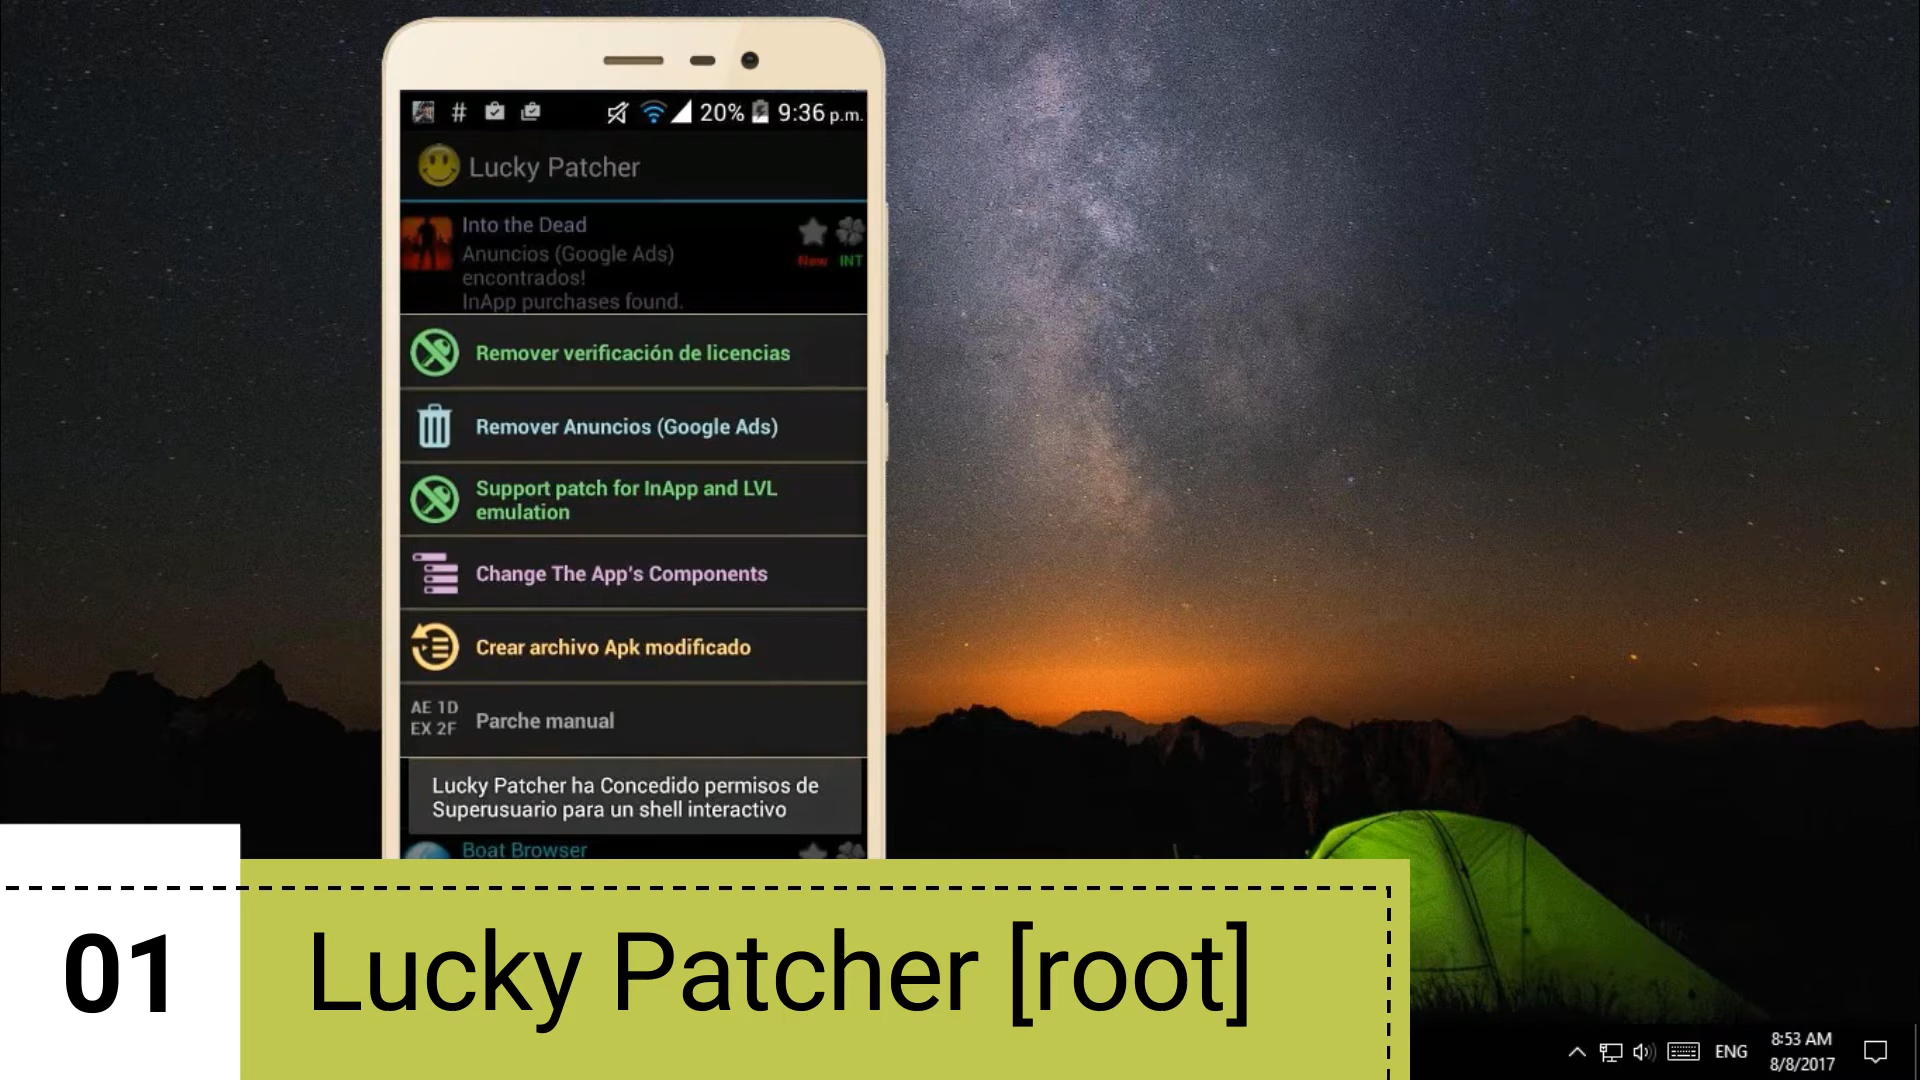 20% 9:36 p.m.
Lucky Patcher
Into the Dead
Anuncios (Google Ads)
encontrados!
InApp purchases found.
New INT
Remover verificación de licencias
Remover Anuncios (Google Ads)
Support patch for InApp and LVL
emulation
Change The App's Components
Crear archivo Apk modificado
AE 1D
EX 2F
Parche manual
Lucky Patcher ha Concedido permisos de
Superusuario para un shell interactivo
Boat Browser
01
Lucky Patcher [root]
ENG
8:53 AM
8/8/2017